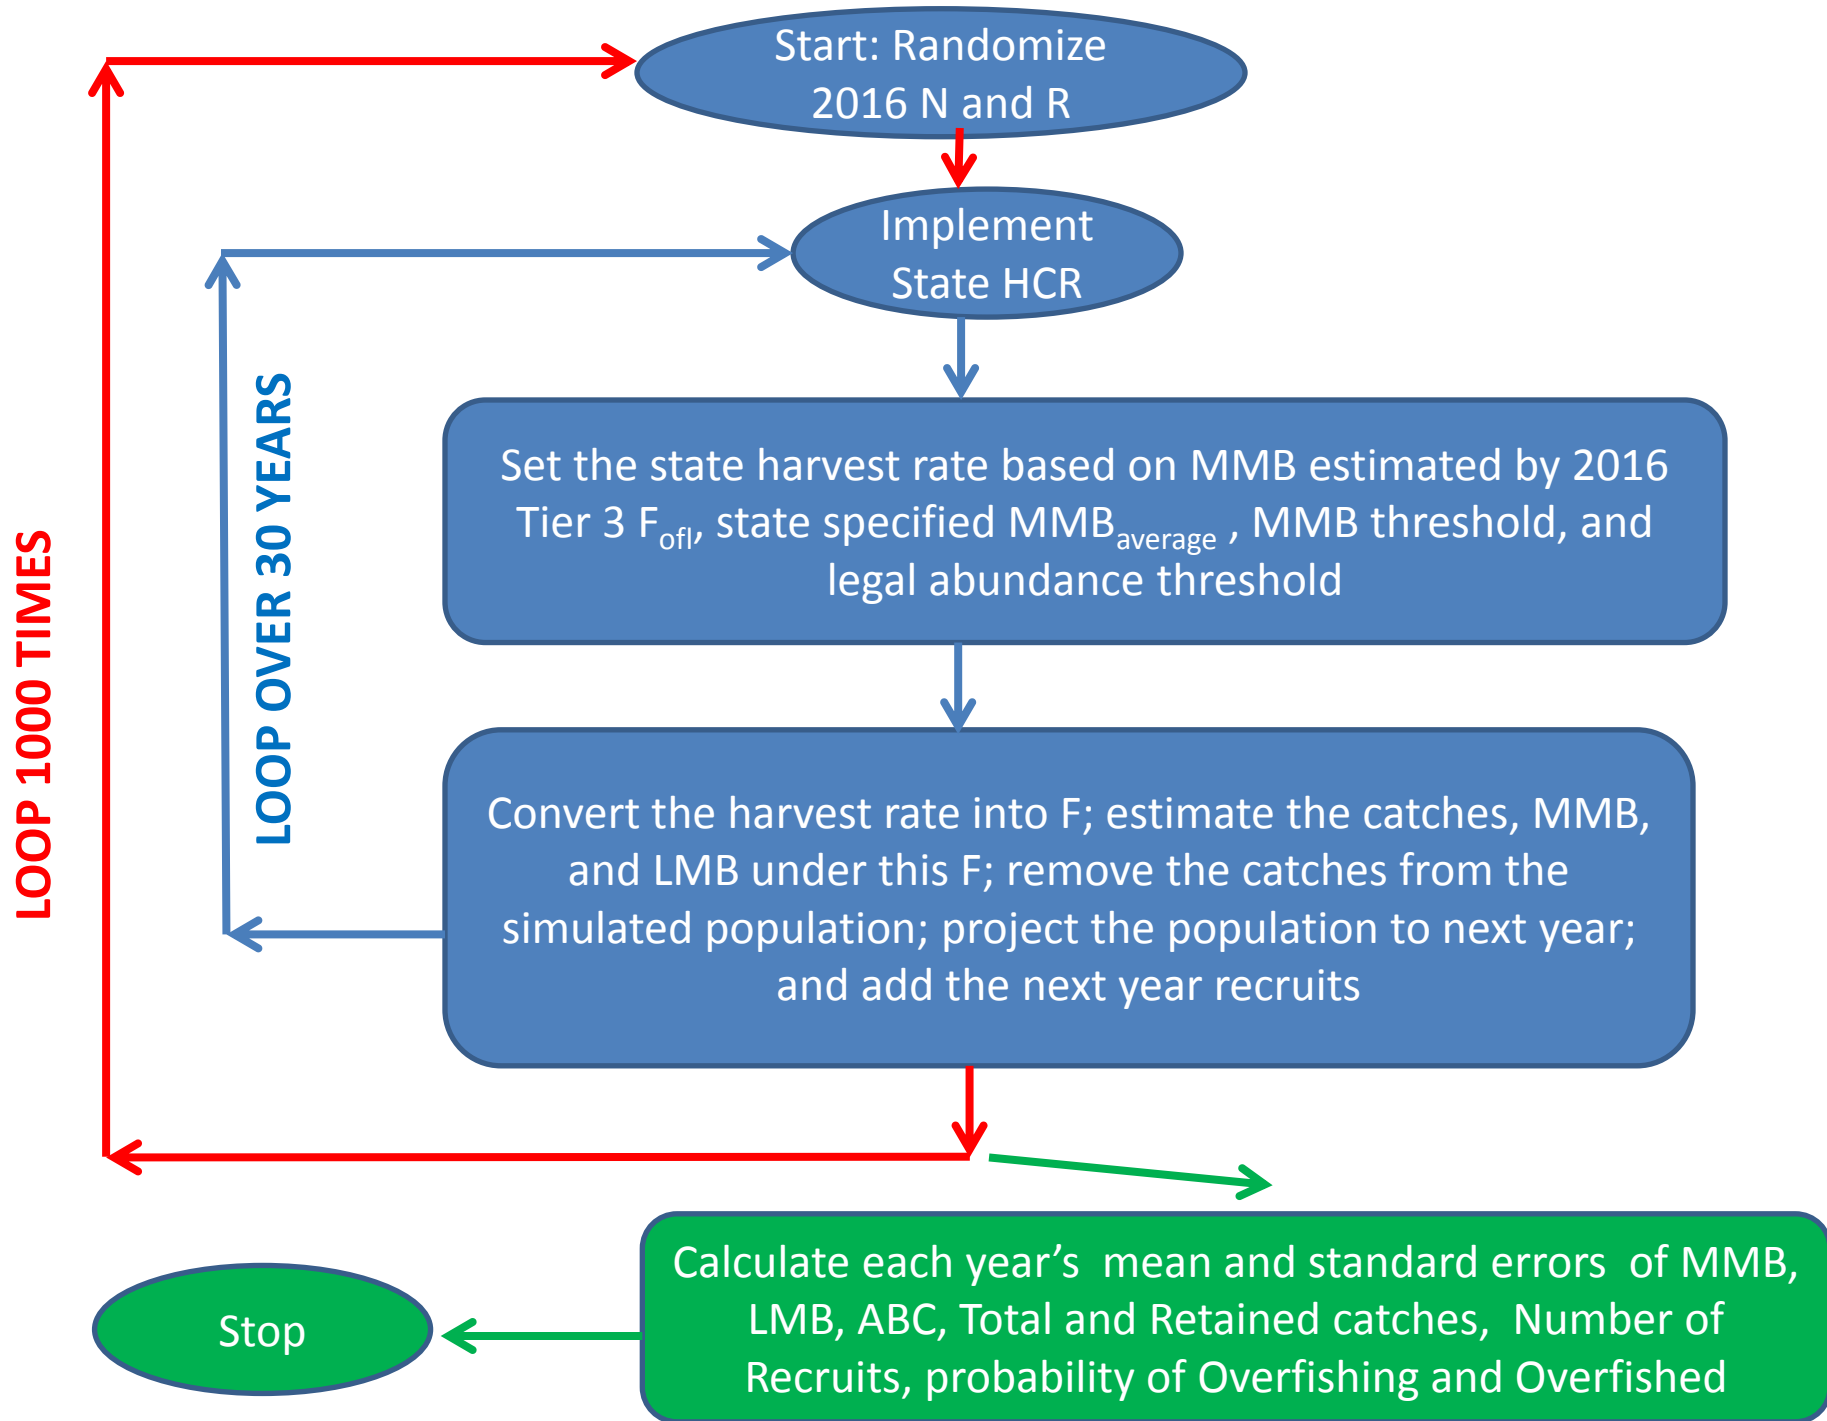 Start: Randomize
2016 N and R
Implement
State HCR
LOOP OVER 30 YEARS
LOOP 1000 TIMES
Set the state harvest rate based on MMB estimated by 2016
Tier 3 Fofl, state specified MMBaverage , MMB threshold, and
legal abundance threshold
Convert the harvest rate into F; estimate the catches, MMB,
and LMB under this F; remove the catches from the
simulated population; project the population to next year;
and add the next year recruits
Calculate each year’s  mean and standard errors  of MMB,
LMB, ABC, Total and Retained catches,  Number of
Recruits, probability of Overfishing and Overfished
Stop